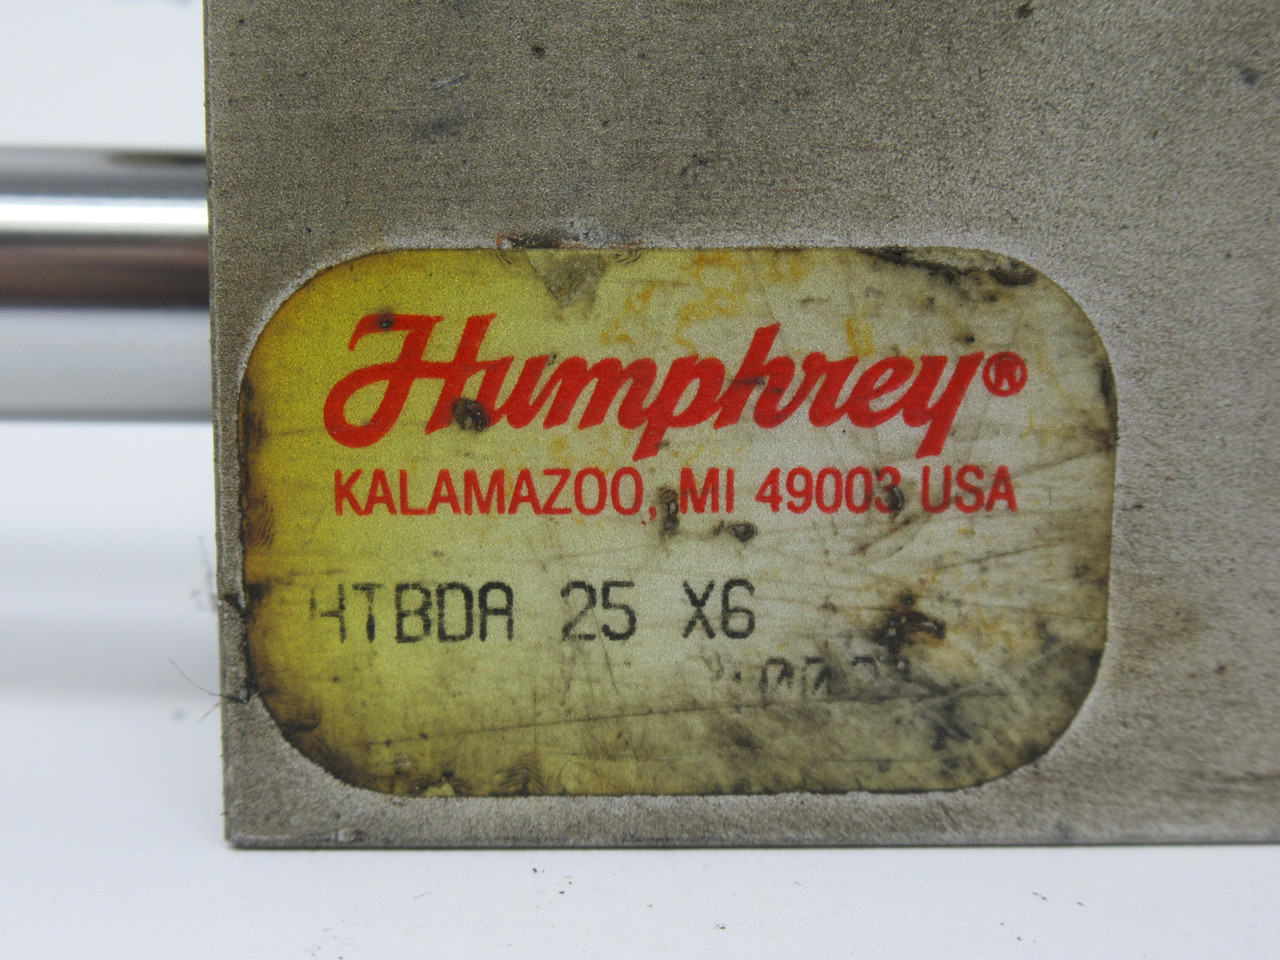 Humphrey®
KALAMAZOO, MI 49003 USA
HTBDA 25 X6